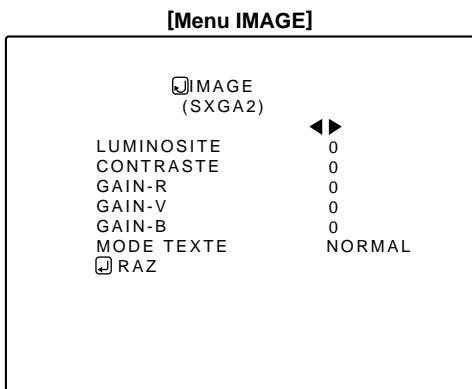 [Menu IMAGE]
IMAGE
(SXGA2)
LUMINOSITE 0
CONTRASTE 0
GAIN-R 0
GAIN-V 0
GAIN-B 0
MODE TEXTE NORMAL
RAZ